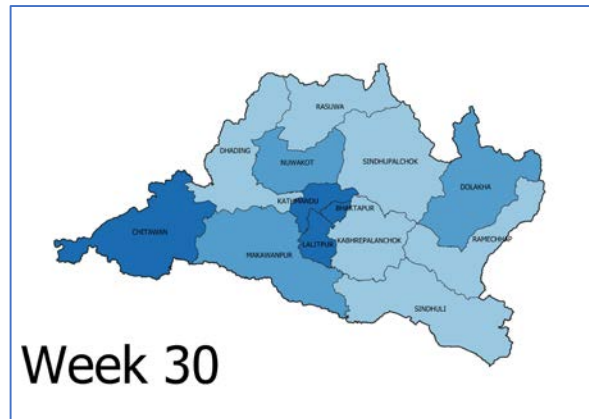 RASUWA
DHADING
NUWAKOT
SINDHUPALCHOK
DOLAKHA
KATHMANDU
BHAKTAPUR
CHITAWAN
LALITPUR
KABHREPALANCHOK
RAMECHHAP
MAKAWANPUR
SINDHULI
Week 30